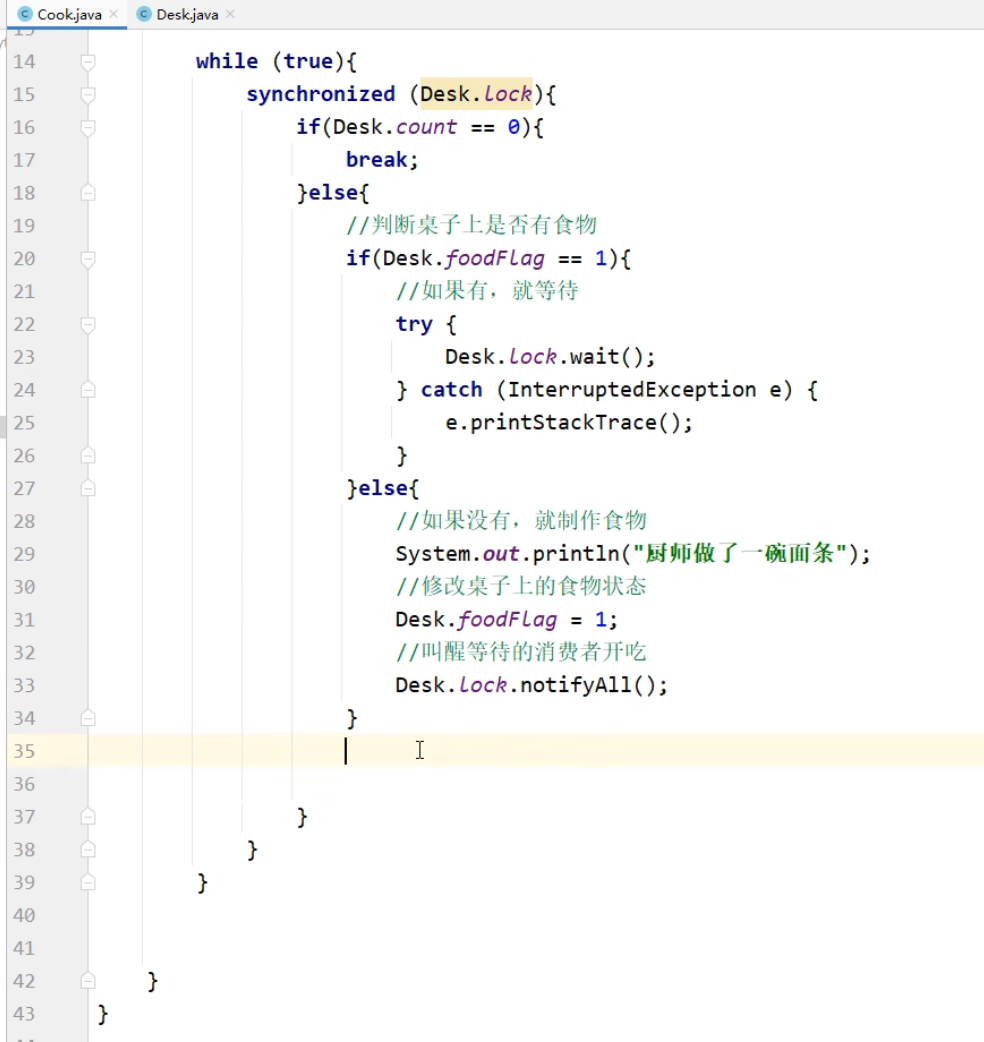 Cook.java × Desk.java ×
14 while (true){
15 synchronized (Desk.lock){
16 if(Desk.count == 0){
17 break;
18 }else{
19 //判断桌子上是否有食物
20 if(Desk.foodFlag == 1){
21 //如果有，就等待
22 try {
23 Desk.lock.wait();
24 } catch (InterruptedException e) {
25 e.printStackTrace();
26 }
27 }else{
28 //如果没有，就制作食物
29 System.out.println("厨师做了一碗面条");
30 //修改桌子上的食物状态
31 Desk.foodFlag = 1;
32 //叫醒等待的消费者开吃
33 Desk.lock.notifyAll();
34 }
35
36
37 }
38 }
39 }
40
41
42 }
43 }